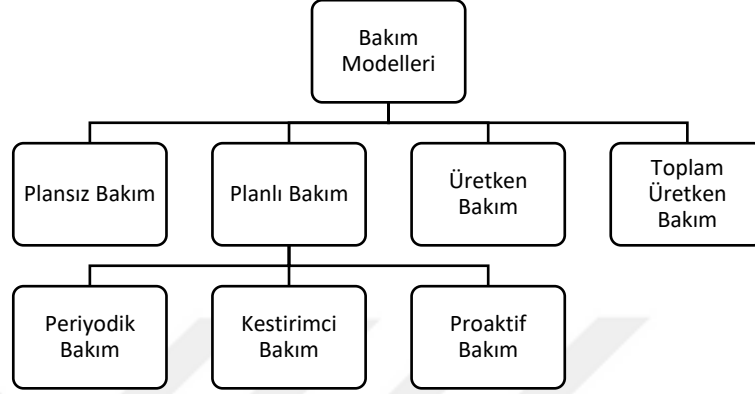 Bakım
Modelleri
Plansız Bakım
Planlı Bakım
Üretken
Bakım
Toplam
Üretken
Bakım
Periyodik
Bakım
Kestirimci
Bakım
Proaktif
Bakım